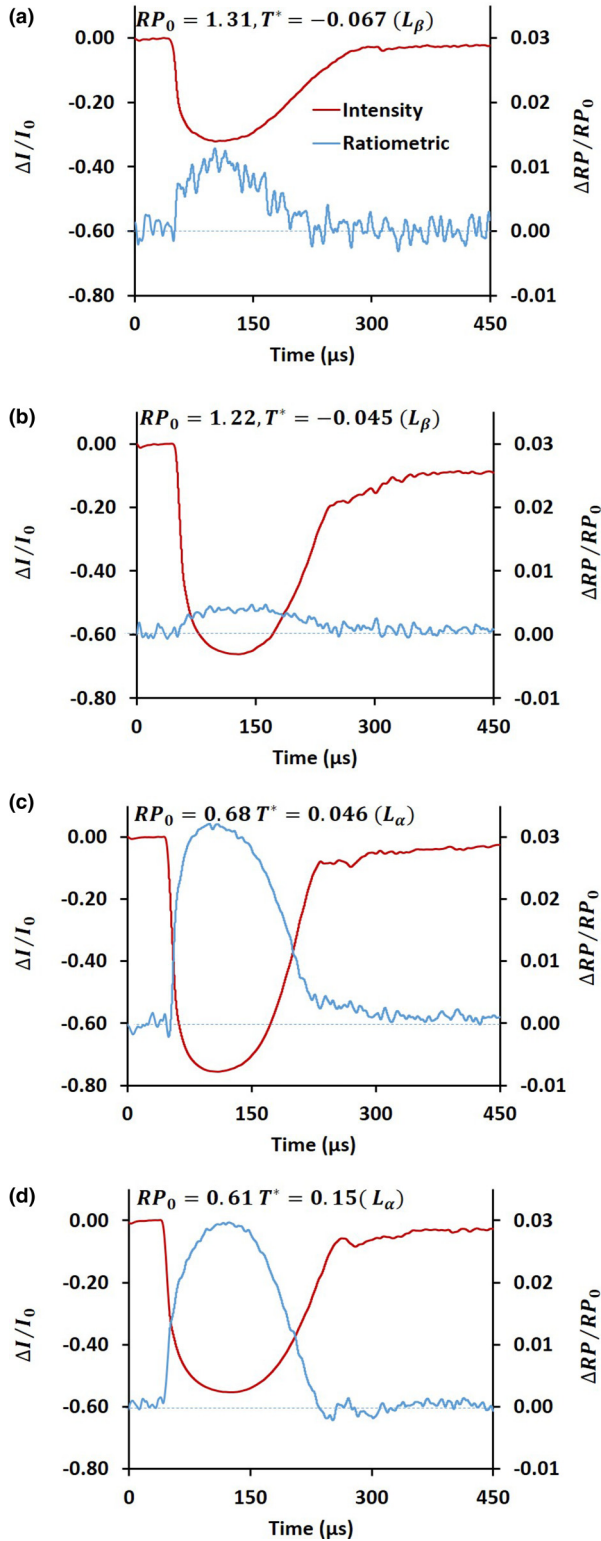 (a)
RP₀ = 1.31, T* = −0.067 (Lᵦ)
0.00 0.03
-0.20 0.02
-0.40 0.01
-0.60 0.00
-0.80 -0.01
Intensity
Ratiometric
ΔI/I₀
ΔRP/RP₀
0 150 300 450
Time (μs)
(b)
RP₀ = 1.22, T* = −0.045 (Lᵦ)
0.00 0.03
-0.20 0.02
-0.40 0.01
-0.60 0.00
-0.80 -0.01
ΔI/I₀
ΔRP/RP₀
0 150 300 450
Time (μs)
(c)
RP₀ = 0.68 T* = 0.046 (Lα)
0.00 0.03
-0.20 0.02
-0.40 0.01
-0.60 0.00
-0.80 -0.01
ΔI/I₀
ΔRP/RP₀
0 150 300 450
Time (μs)
(d)
RP₀ = 0.61 T* = 0.15( Lα)
0.00 0.03
-0.20 0.02
-0.40 0.01
-0.60 0.00
-0.80 -0.01
ΔI/I₀
ΔRP/RP₀
0 150 300 450
Time (μs)